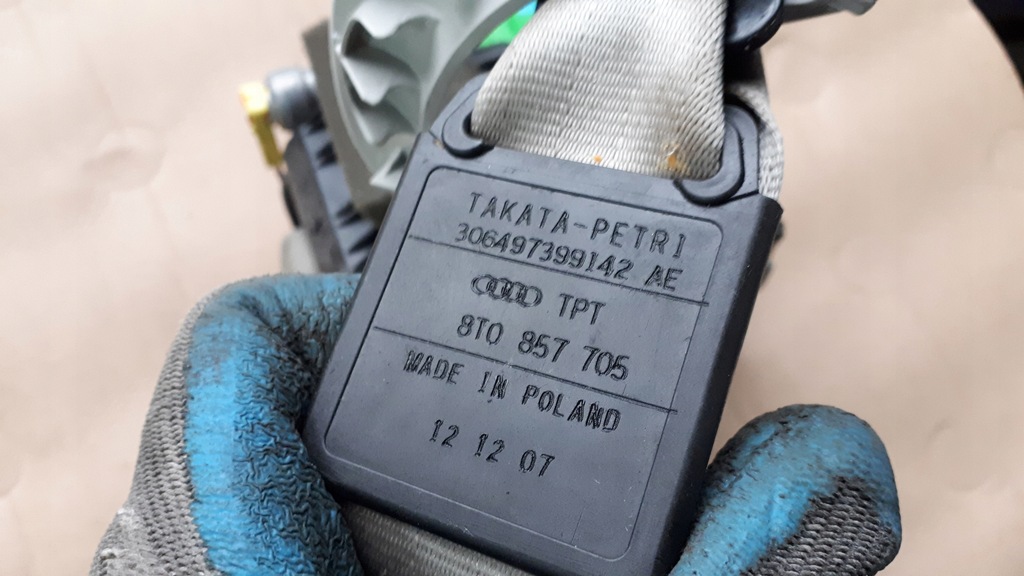 TAKATA-PETRI
306497399142 AE
TPT
8T0 857 705
MADE IN POLAND
12 12 07